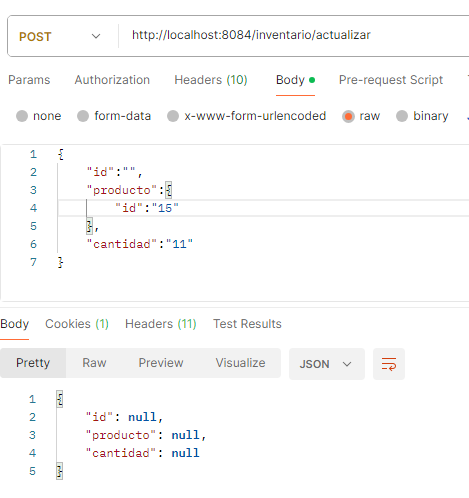 POST http://localhost:8084/inventario/actualizar
Params Authorization Headers (10) Body Pre-request Script
none form-data x-www-form-urlencoded raw binary
1 {
2 "id":"",
3 "producto":{
4 "id":"15"
5 },
6 "cantidad":"11"
7 }
Body Cookies (1) Headers (11) Test Results
Pretty Raw Preview Visualize JSON
1 {
2 "id": null,
3 "producto": null,
4 "cantidad": null
5 }